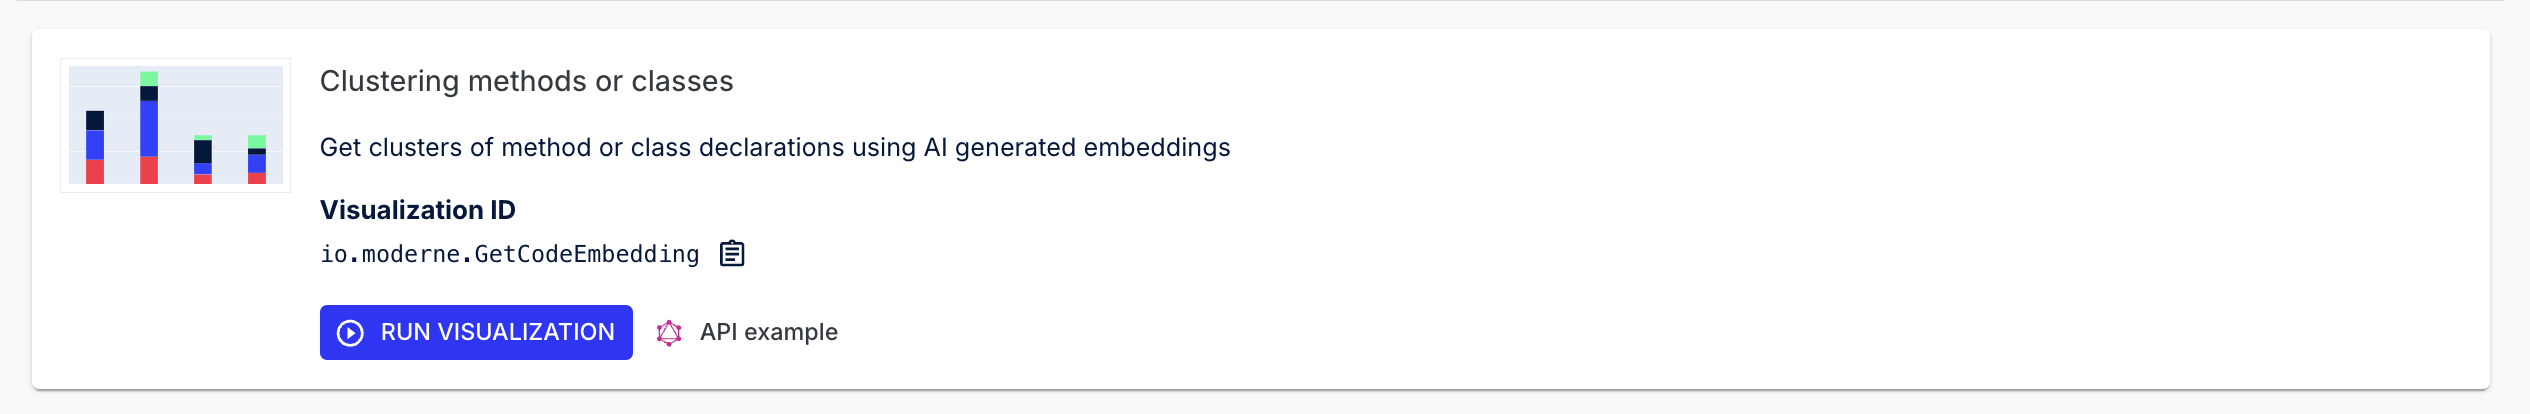 Clustering methods or classes
Get clusters of method or class declarations using AI generated embeddings
Visualization ID
io.moderne.GetCodeEmbedding
RUN VISUALIZATION
API example